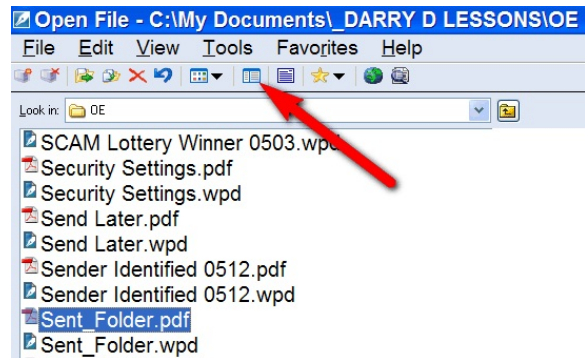 Open File - C:\My Documents\_DARRY D LESSONS\OE
File Edit View Tools Favorites Help
Look in: OE
SCAM Lottery Winner 0503.wpd
Security Settings.pdf
Security Settings.wpd
Send Later.pdf
Send Later.wpd
Sender Identified 0512.pdf
Sender Identified 0512.wpd
Sent_Folder.pdf
Sent_Folder.wpd